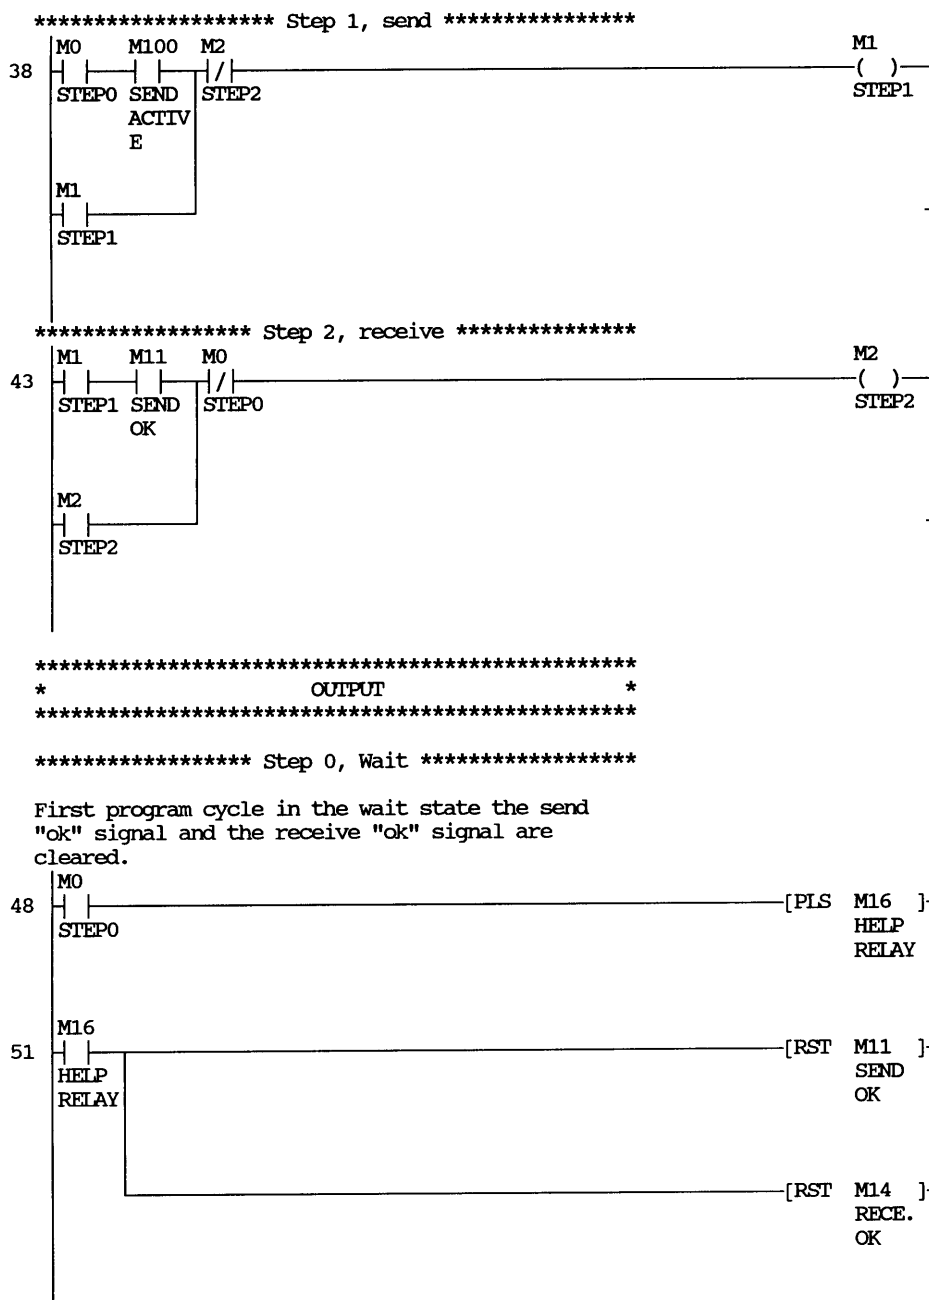 ******************** Step 1, send ****************
M0 M100 M2 M1
38 ( )
STEP0 SEND STEP2 STEP1
ACTIV
E
M1
STEP1
****************** Step 2, receive ***************
M1 M11 M0 M2
43 ( )
STEP1 SEND STEP0 STEP2
OK
M2
STEP2
**************************************************
* OUTPUT *
**************************************************
****************** Step 0, Wait ******************
First program cycle in the wait state the send
"ok" signal and the receive "ok" signal are
cleared.
M0
48 [PLS M16 ]
STEP0 HELP
RELAY
M16
51 [RST M11 ]
HELP SEND
RELAY OK
[RST M14 ]
RECE.
OK